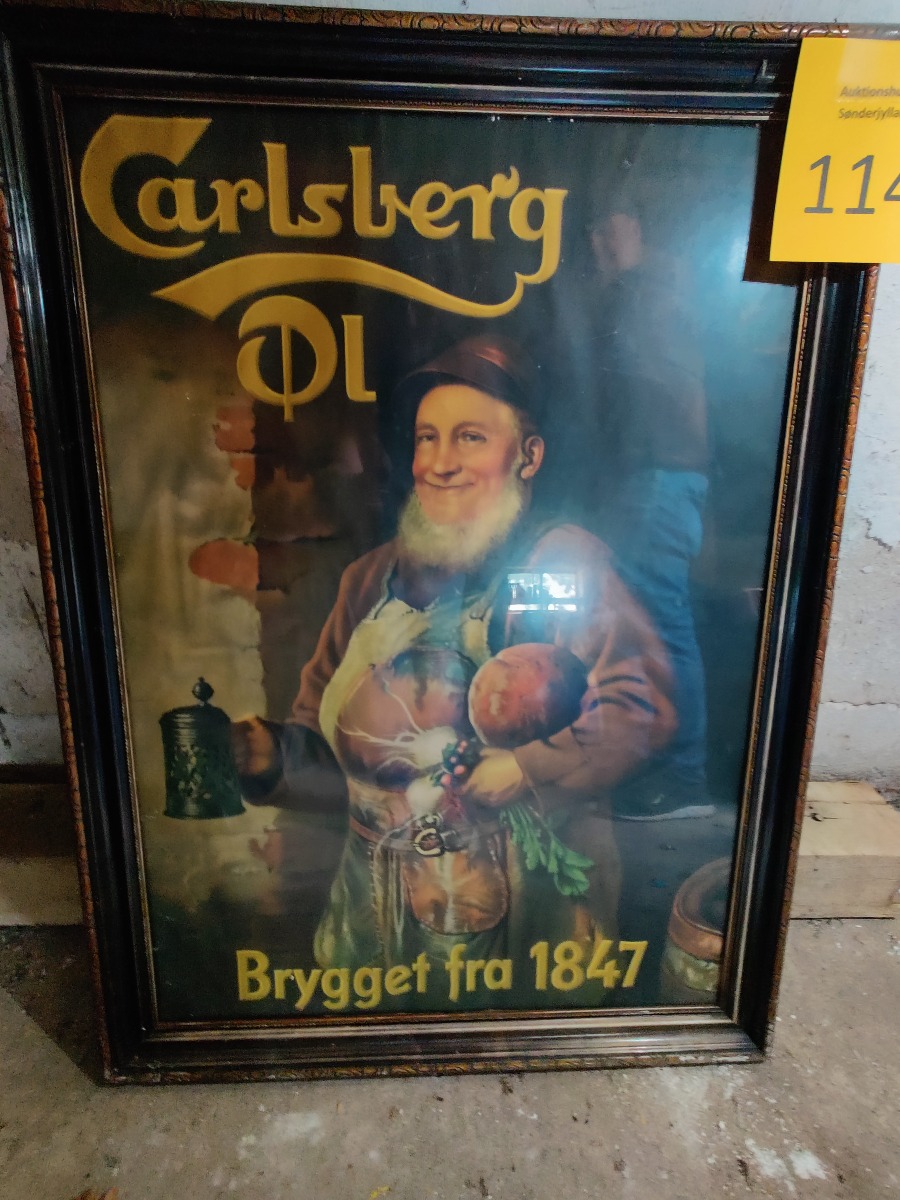 Carlsberg
Øl
Brygget fra 1847
114